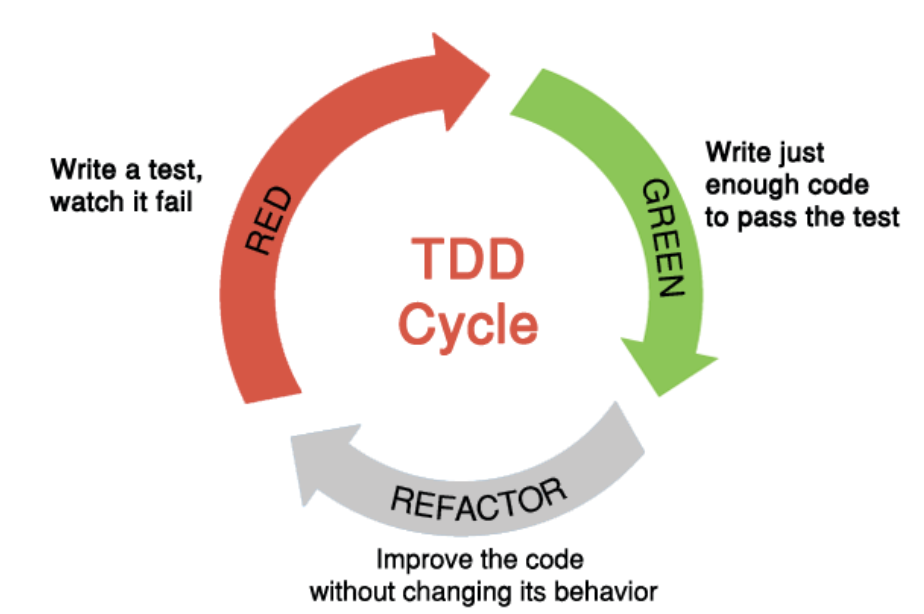 Write a test,
watch it fail
RED
GREEN
Write just
enough code
to pass the test
TDD
Cycle
REFACTOR
Improve the code
without changing its behavior